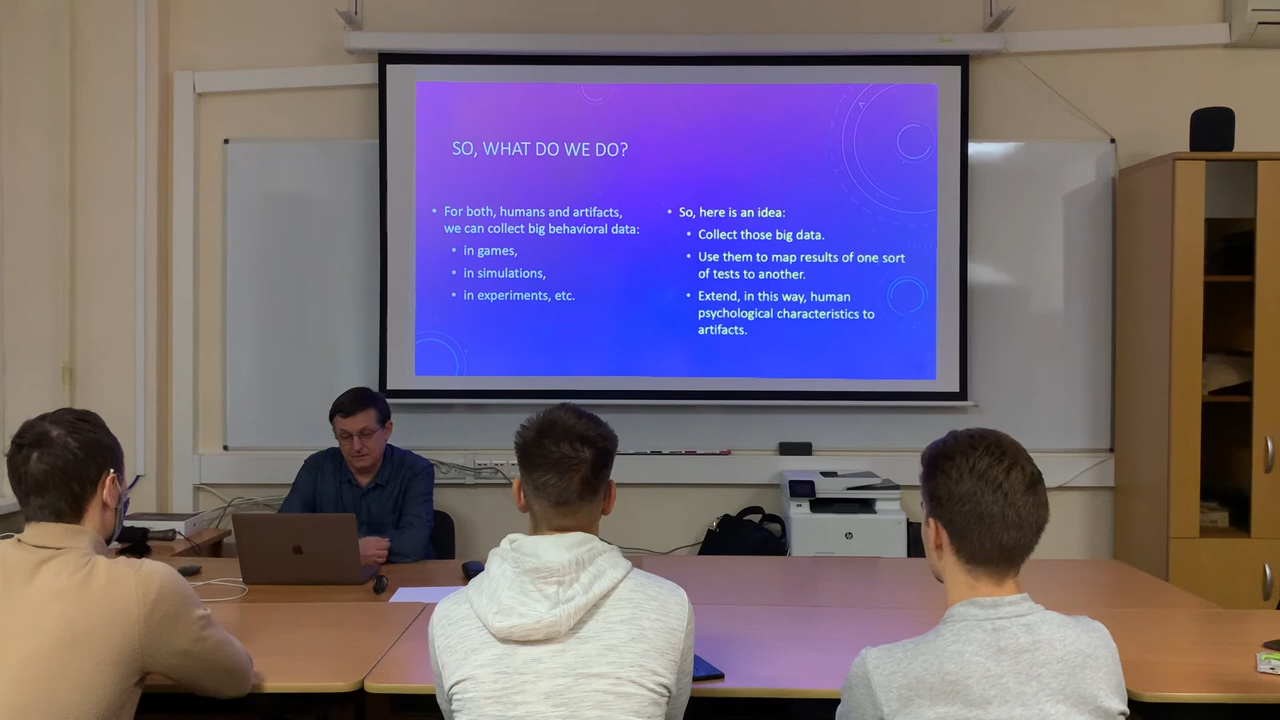 SO, WHAT DO WE DO?
• For both, humans and artifacts,
we can collect big behavioral data:
• in games,
• in simulations,
• in experiments, etc.
• So, here is an idea:
• Collect those big data.
• Use them to map results of one sort
of tests to another.
• Extend, in this way, human
psychological characteristics to
artifacts.
hp